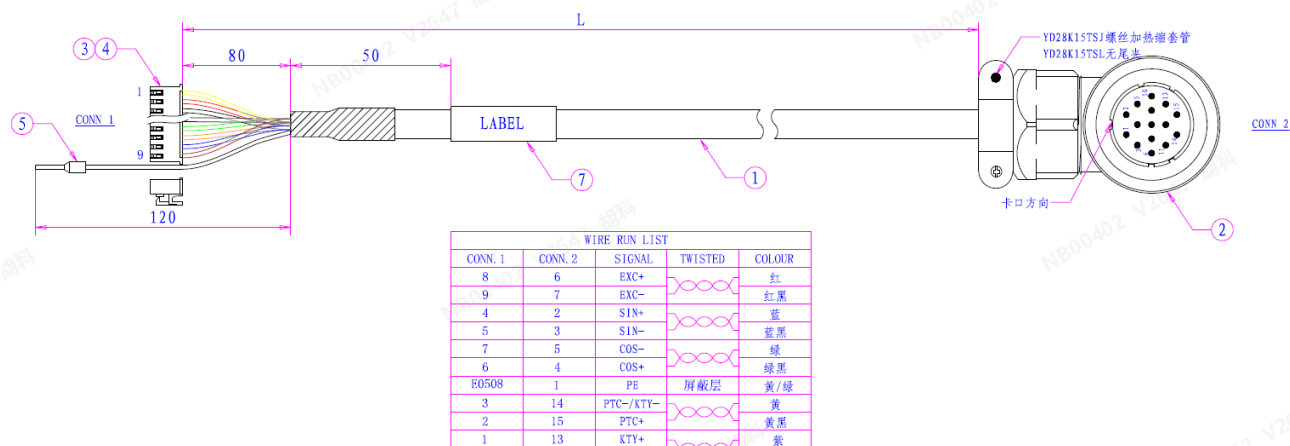 L
YD28K15TSJ螺丝加热缩套管
YD28K15TSL无尾夹
3 4
80
50
1
CONN 1
5
9
LABEL
CONN 2
7
1
卡口方向
2
120
WIRE RUN LIST
CONN.1 CONN.2 SIGNAL TWISTED COLOUR
8 6 EXC+ 红
9 7 EXC- 红黑
4 2 SIN+ 蓝
5 3 SIN- 蓝黑
7 5 COS- 绿
6 4 COS+ 绿黑
E0508 1 PE 屏蔽层 黄/绿
3 14 PTC-/KTY- 黄
2 15 PTC+ 黄黑
1 13 KTY+ 紫
NB00402 V2647 胡科